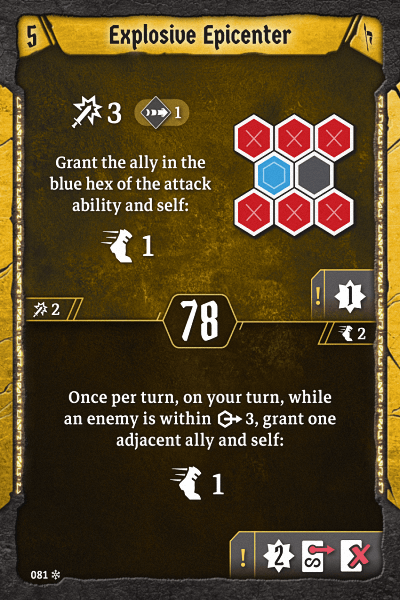 5
Explosive Epicenter
3
1
Grant the ally in the
blue hex of the attack
ability and self:
1
! 1
2
78
2
Once per turn, on your turn, while
an enemy is within 3, grant one
adjacent ally and self:
1
! 2
081